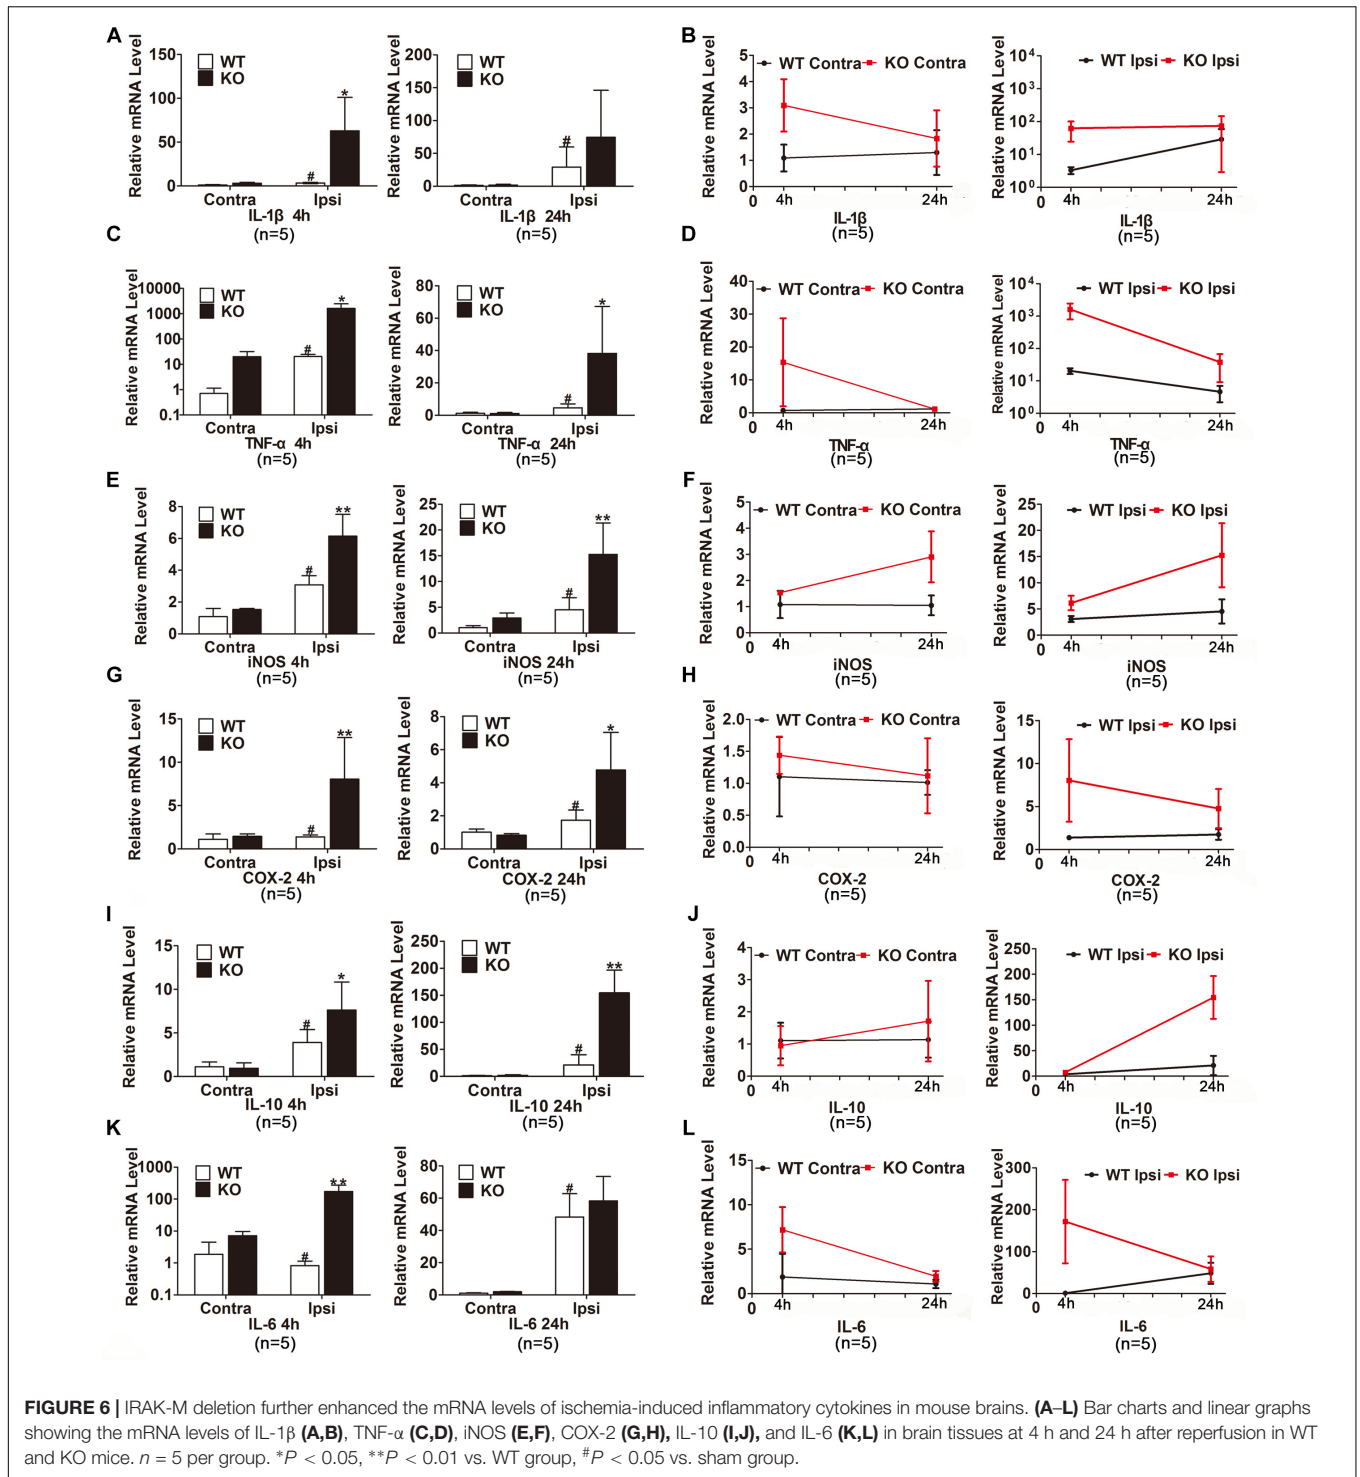 A
Relative mRNA Level
150
100
50
0
WT
KO
#
*
Contra Ipsi
IL-1β 4h
(n=5)
Relative mRNA Level
200
150
100
50
0
WT
KO
#
Contra Ipsi
IL-1β 24h
(n=5)
B
Relative mRNA Level
5
4
3
2
1
0
0
WT Contra KO Contra
4h 24h
IL-1β
(n=5)
Relative mRNA Level
10⁴
10³
10²
10¹
10⁰
0
WT Ipsi KO Ipsi
4h 24h
IL-1β
(n=5)
C
Relative mRNA Level
10000
1000
100
10
1
0.1
WT
KO
#
*
Contra Ipsi
TNF-α 4h
(n=5)
Relative mRNA Level
80
60
40
20
0
WT
KO
#
*
Contra Ipsi
TNF-α 24h
(n=5)
D
Relative mRNA Level
40
30
20
10
0
0
WT Contra KO Contra
4h 24h
TNF-α
(n=5)
Relative mRNA Level
10⁴
10³
10²
10¹
10⁰
0
WT Ipsi KO Ipsi
4h 24h
TNF-α
(n=5)
E
Relative mRNA Level
8
6
4
2
0
WT
KO
#
**
Contra Ipsi
iNOS 4h
(n=5)
Relative mRNA Level
25
20
15
10
5
0
WT
KO
#
**
Contra Ipsi
iNOS 24h
(n=5)
F
Relative mRNA Level
5
4
3
2
1
0
0
WT Contra KO Contra
4h 24h
iNOS
(n=5)
Relative mRNA Level
25
20
15
10
5
0
0
WT Ipsi KO Ipsi
4h 24h
iNOS
(n=5)
G
Relative mRNA Level
15
10
5
0
WT
KO
#
**
Contra Ipsi
COX-2 4h
(n=5)
Relative mRNA Level
8
6
4
2
0
WT
KO
#
*
Contra Ipsi
COX-2 24h
(n=5)
H
Relative mRNA Level
2.0
1.5
1.0
0.5
0.0
0
WT Contra KO Contra
4h 24h
COX-2
(n=5)
Relative mRNA Level
15
10
5
0
0
WT Ipsi KO Ipsi
4h 24h
COX-2
(n=5)
I
Relative mRNA Level
15
10
5
0
WT
KO
#
*
Contra Ipsi
IL-10 4h
(n=5)
Relative mRNA Level
250
200
150
100
50
0
WT
KO
#
**
Contra Ipsi
IL-10 24h
(n=5)
J
Relative mRNA Level
4
3
2
1
0
0
WT Contra KO Contra
4h 24h
IL-10
(n=5)
Relative mRNA Level
250
200
150
100
50
0
0
WT Ipsi KO Ipsi
4h 24h
IL-10
(n=5)
K
Relative mRNA Level
1000
100
10
1
0.1
WT
KO
#
**
Contra Ipsi
IL-6 4h
(n=5)
Relative mRNA Level
80
60
40
20
0
WT
KO
#
Contra Ipsi
IL-6 24h
(n=5)
L
Relative mRNA Level
15
10
5
0
0
WT Contra KO Contra
4h 24h
IL-6
(n=5)
Relative mRNA Level
300
200
100
0
0
WT Ipsi KO Ipsi
4h 24h
IL-6
(n=5)
FIGURE 6 | IRAK-M deletion further enhanced the mRNA levels of ischemia-induced inflammatory cytokines in mouse brains. (A–L) Bar charts and linear graphs
showing the mRNA levels of IL-1β (A,B), TNF-α (C,D), iNOS (E,F), COX-2 (G,H), IL-10 (I,J), and IL-6 (K,L) in brain tissues at 4 h and 24 h after reperfusion in WT
and KO mice. n = 5 per group. *P < 0.05, **P < 0.01 vs. WT group, #P < 0.05 vs. sham group.